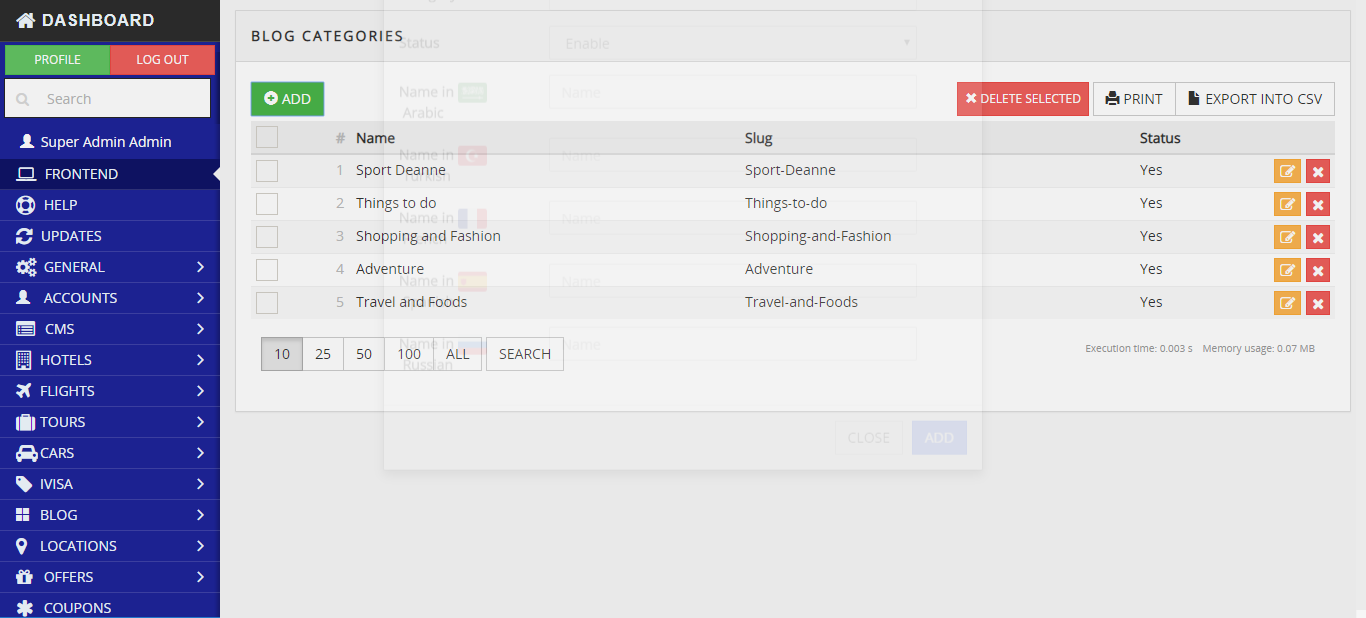 DASHBOARD
PROFILE LOG OUT
Search
Super Admin Admin
FRONTEND
HELP
UPDATES
GENERAL
ACCOUNTS
CMS
HOTELS
FLIGHTS
TOURS
CARS
IVISA
BLOG
LOCATIONS
OFFERS
COUPONS
BLOG CATEGORIES
ADD
DELETE SELECTED PRINT EXPORT INTO CSV
# Name Slug Status
1 Sport Deanne Sport-Deanne Yes
2 Things to do Things-to-do Yes
3 Shopping and Fashion Shopping-and-Fashion Yes
4 Adventure Adventure Yes
5 Travel and Foods Travel-and-Foods Yes
10 25 50 100 ALL SEARCH
Execution time: 0.003 s Memory usage: 0.07 MB
Status Enable
Name in Name
Arabic
Name in Name
Turkish
Name in Name
Name in Name
Name in Name
Russian
CLOSE ADD